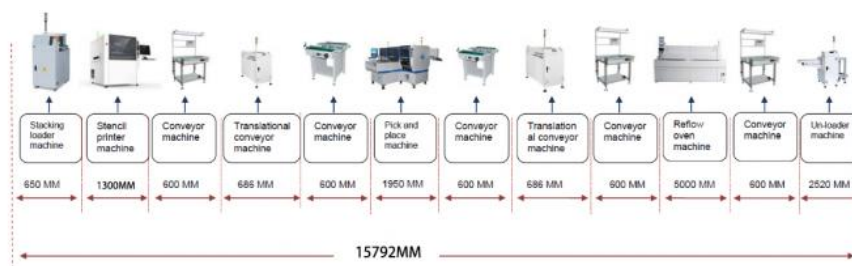 Stacking
loader
machine
Stencil
printer
machine
Conveyor
machine
Translational
conveyor
machine
Conveyor
machine
Pick and
place
machine
Conveyor
machine
Translation
al conveyor
machine
Conveyor
machine
Reflow
oven
machine
Conveyor
machine
Un-loader
machine
650 MM
1300MM
600 MM
686 MM
600 MM
1950 MM
600 MM
686 MM
600 MM
5000 MM
600 MM
2520 MM
15792MM